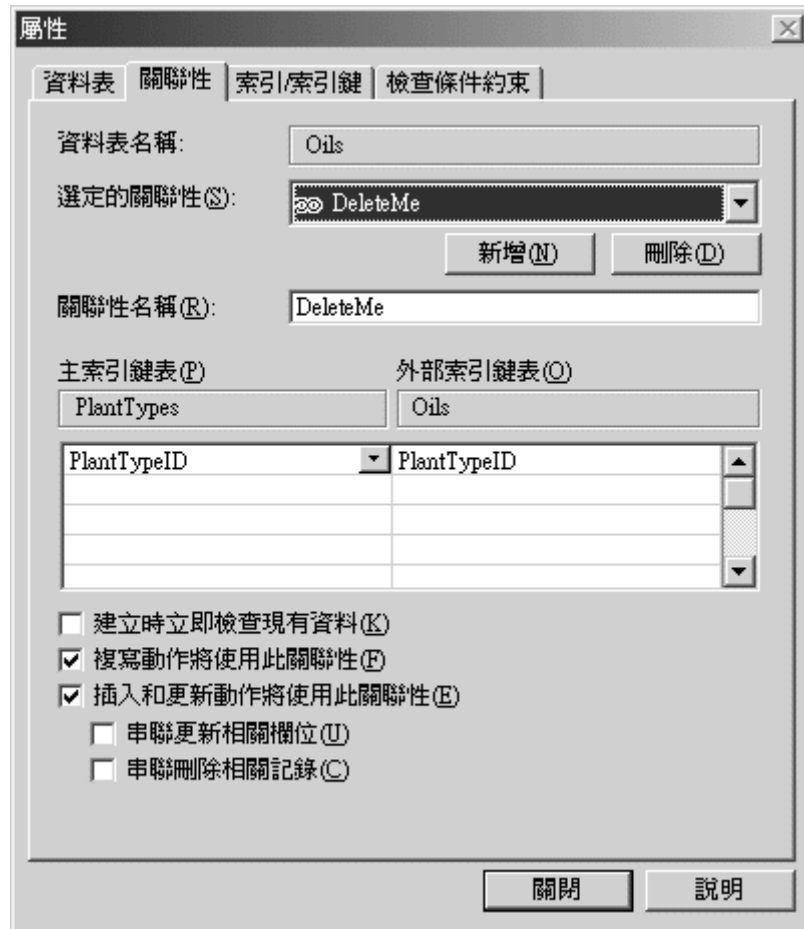 屬性
資料表 關聯性 索引/索引鍵 檢查條件約束
資料表名稱: Oils
選定的關聯性(S): DeleteMe
新增(N) 刪除(D)
關聯性名稱(R): DeleteMe
主索引鍵表(P) 外部索引鍵表(O)
PlantTypes Oils
PlantTypeID PlantTypeID
建立時立即檢查現有資料(K)
複寫動作將使用此關聯性(F)
插入和更新動作將使用此關聯性(E)
串聯更新相關欄位(U)
串聯刪除相關記錄(C)
關閉 說明